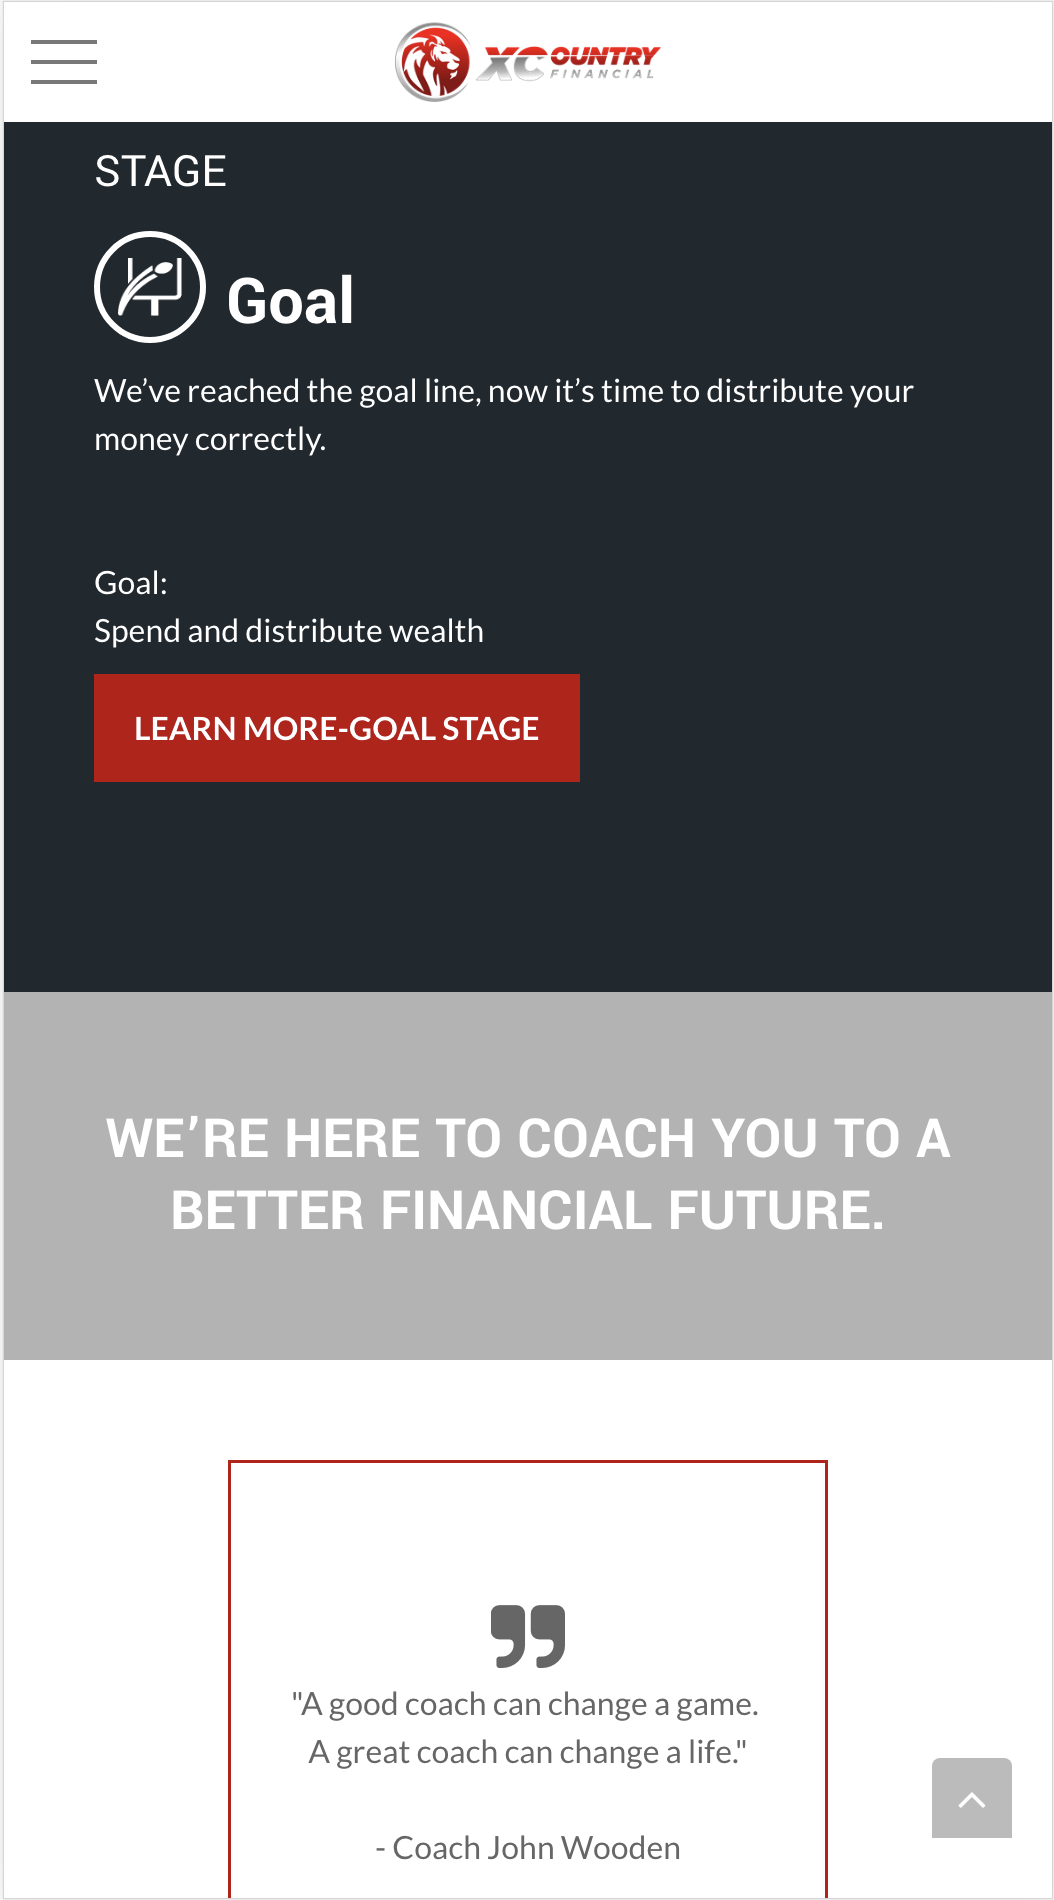 XCOUNTRY
FINANCIAL
STAGE
Goal
We’ve reached the goal line, now it’s time to distribute your
money correctly.
Goal:
Spend and distribute wealth
LEARN MORE-GOAL STAGE
WE’RE HERE TO COACH YOU TO A
BETTER FINANCIAL FUTURE.
"A good coach can change a game.
A great coach can change a life."
- Coach John Wooden